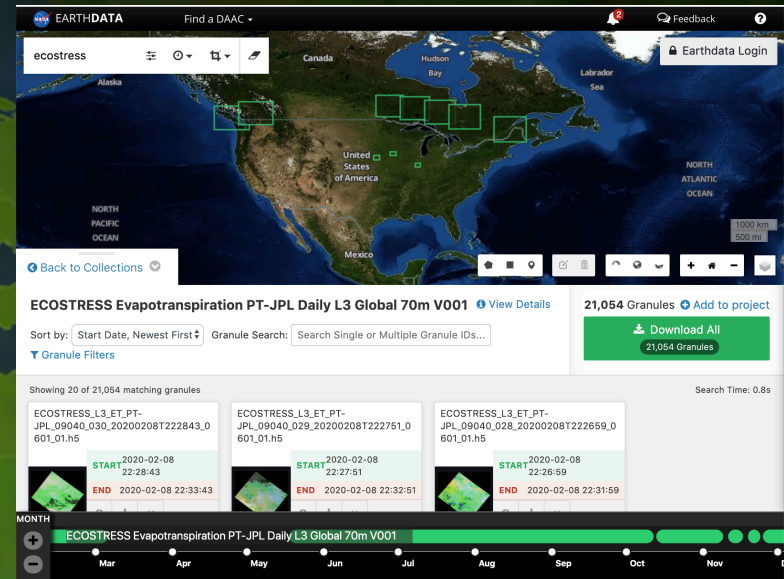 NASA
EARTHDATA
Find a DAAC
2
Feedback
?
ecostress
Earthdata Login
Canada
Hudson
Bay
Labrador
Sea
Alaska
United
States
of America
NORTH
ATLANTIC
OCEAN
NORTH
PACIFIC
OCEAN
Mexico
1000 km
500 mi
Back to Collections
ECOSTRESS Evapotranspiration PT-JPL Daily L3 Global 70m V001
View Details
21,054 Granules
Add to project
Sort by: Start Date, Newest First
Granule Search: Search Single or Multiple Granule IDs...
Download All
21,054 Granules
Granule Filters
Showing 20 of 21,054 matching granules
Search Time: 0.8s
ECOSTRESS_L3_ET_PT-
JPL_09040_030_20200208T222843_0
601_01.h5
START 2020-02-08
22:28:43
END 2020-02-08 22:33:43
ECOSTRESS_L3_ET_PT-
JPL_09040_029_20200208T222751_0
601_01.h5
START 2020-02-08
22:27:51
END 2020-02-08 22:32:51
ECOSTRESS_L3_ET_PT-
JPL_09040_028_20200208T222659_0
601_01.h5
START 2020-02-08
22:26:59
END 2020-02-08 22:31:59
MONTH
ECOSTRESS Evapotranspiration PT-JPL Daily L3 Global 70m V001
Mar
Apr
May
Jun
Jul
Aug
Sep
Oct
Nov